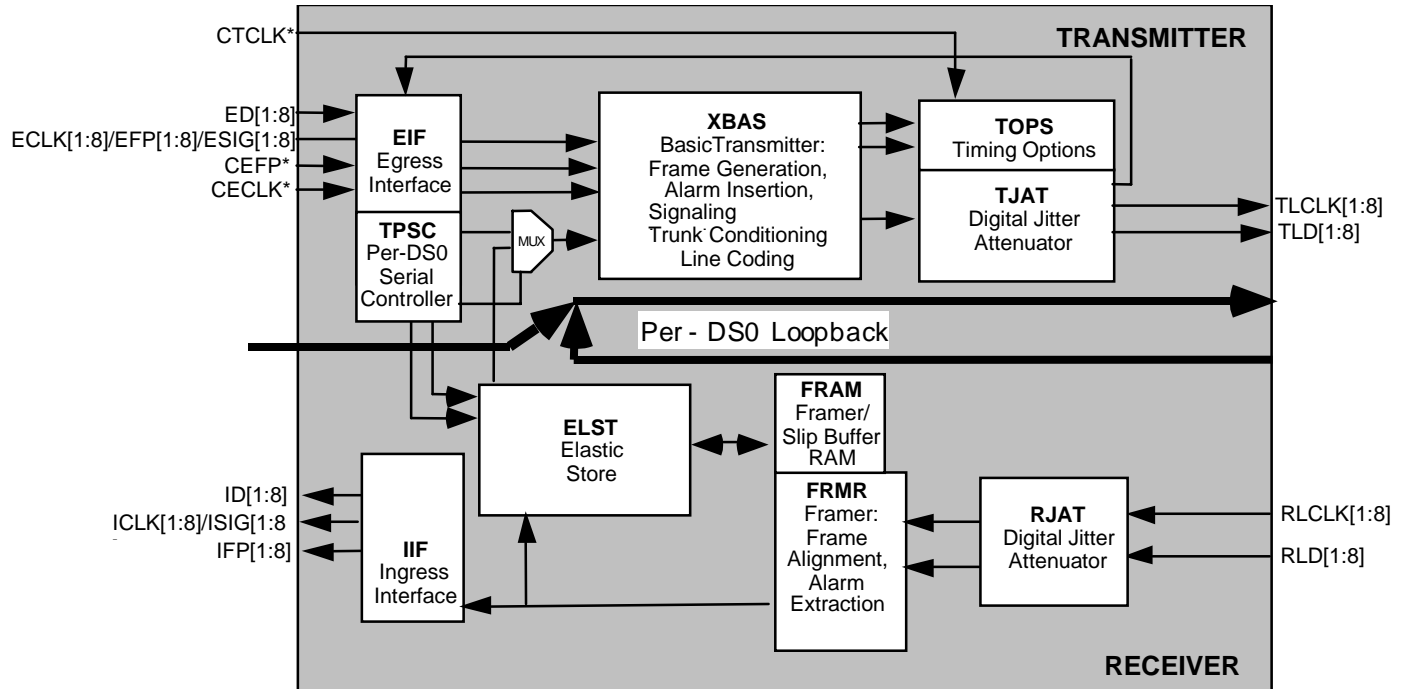 CTCLK*
TRANSMITTER
ED[1:8]
ECLK[1:8]/EFP[1:8]/ESIG[1:8]
CEFP*
CECLK*
EIF
Egress
Interface
TPSC
Per-DS0
Serial
Controller
MUX
XBAS
BasicTransmitter:
Frame Generation,
Alarm Insertion,
Signaling
Trunk Conditioning
Line Coding
TOPS
Timing Options
TJAT
Digital Jitter
Attenuator
TLCLK[1:8]
TLD[1:8]
Per - DS0 Loopback
ELST
Elastic
Store
FRAM
Framer/
Slip Buffer
RAM
FRMR
Framer:
Frame
Alignment,
Alarm
Extraction
RJAT
Digital Jitter
Attenuator
RLCLK[1:8]
RLD[1:8]
ID[1:8]
ICLK[1:8]/ISIG[1:8
IFP[1:8]
IIF
Ingress
Interface
RECEIVER